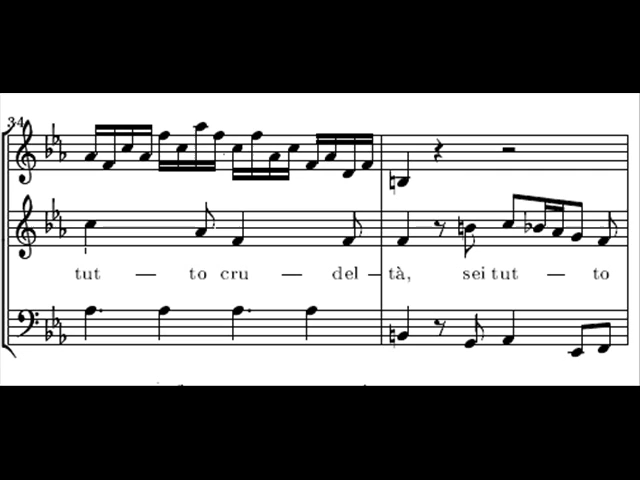 34
tut — to cru — del — tà, sei tut — to